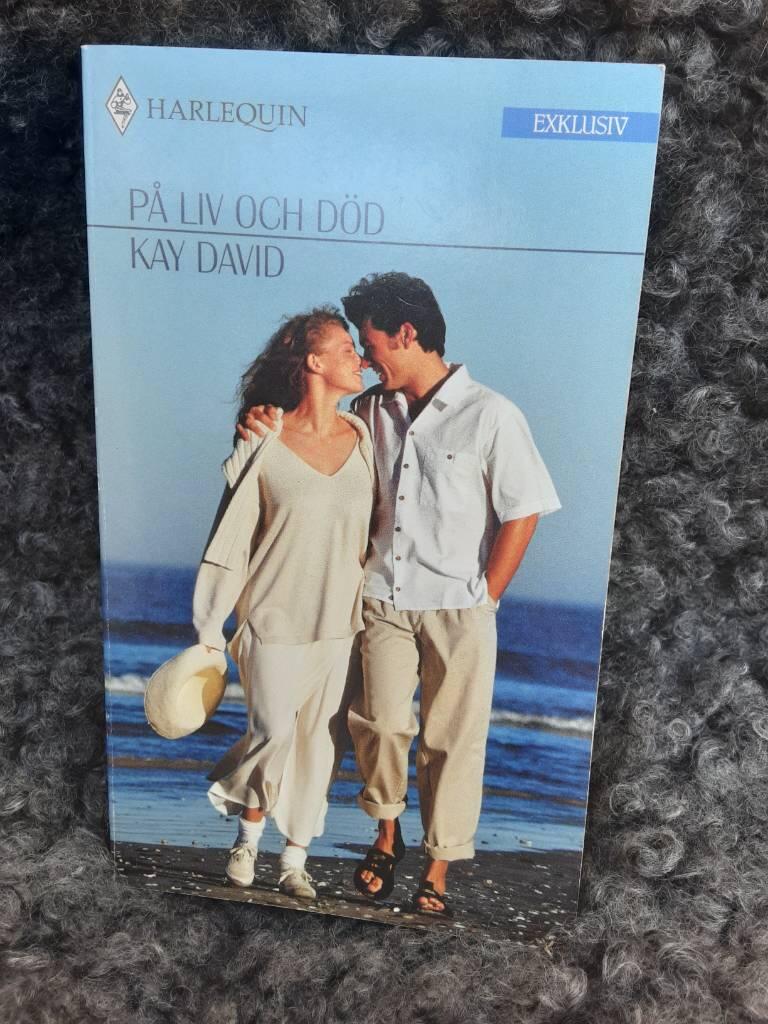 HARLEQUIN
EXKLUSIV
PÅ LIV OCH DÖD
KAY DAVID